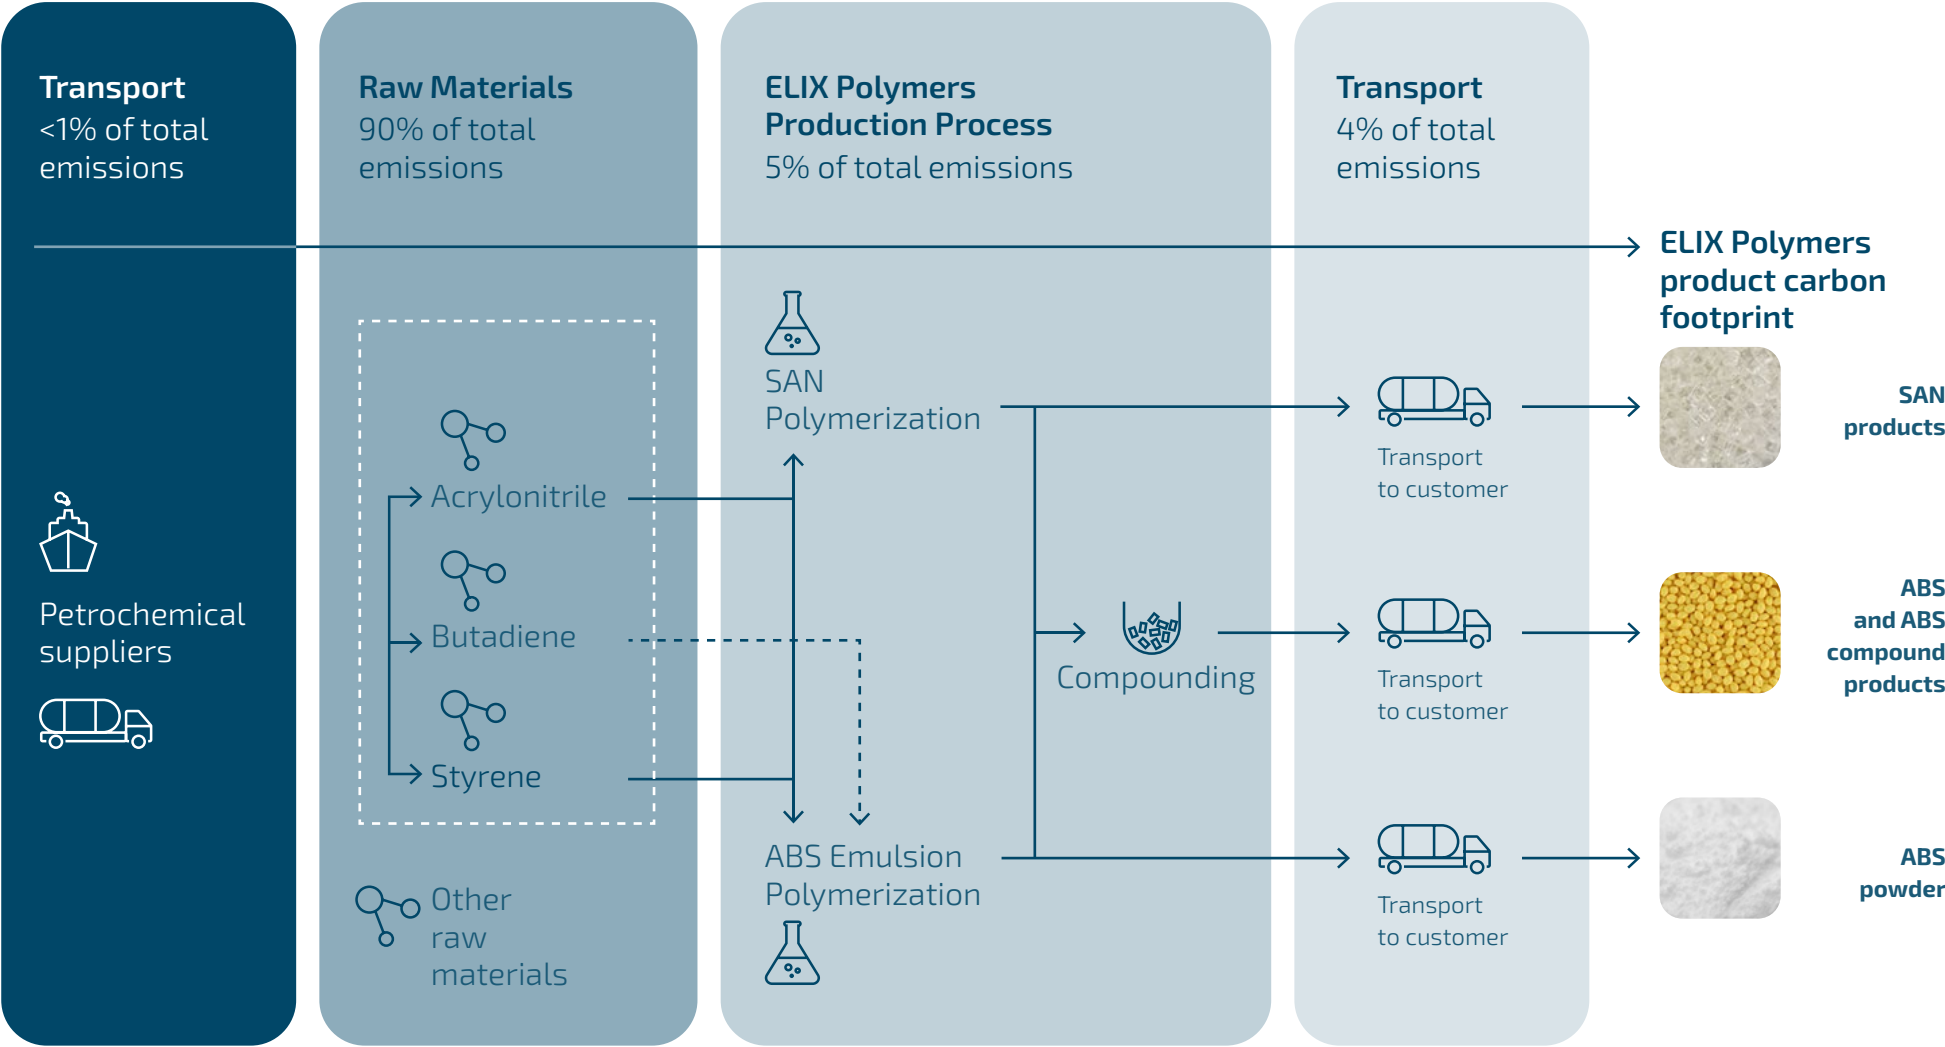 Transport
<1% of total
emissions
Petrochemical
suppliers
Raw Materials
90% of total
emissions
Acrylonitrile
Butadiene
Styrene
Other
raw
materials
ELIX Polymers
Production Process
5% of total emissions
SAN
Polymerization
Compounding
ABS Emulsion
Polymerization
Transport
4% of total
emissions
Transport
to customer
Transport
to customer
Transport
to customer
ELIX Polymers
product carbon
footprint
SAN
products
ABS
and ABS
compound
products
ABS
powder